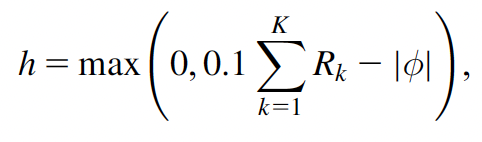 h = max(0, 0.1 ∑_{k=1}^{K} R_k − |ϕ|),